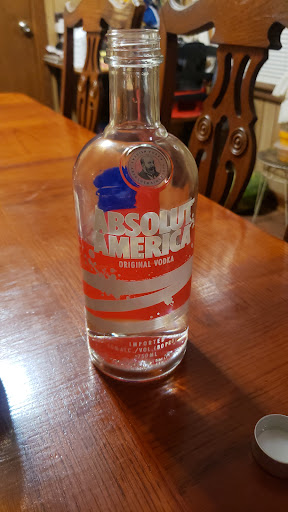 ABSOLUT
AMERICA
ORIGINAL VODKA
IMPORTED